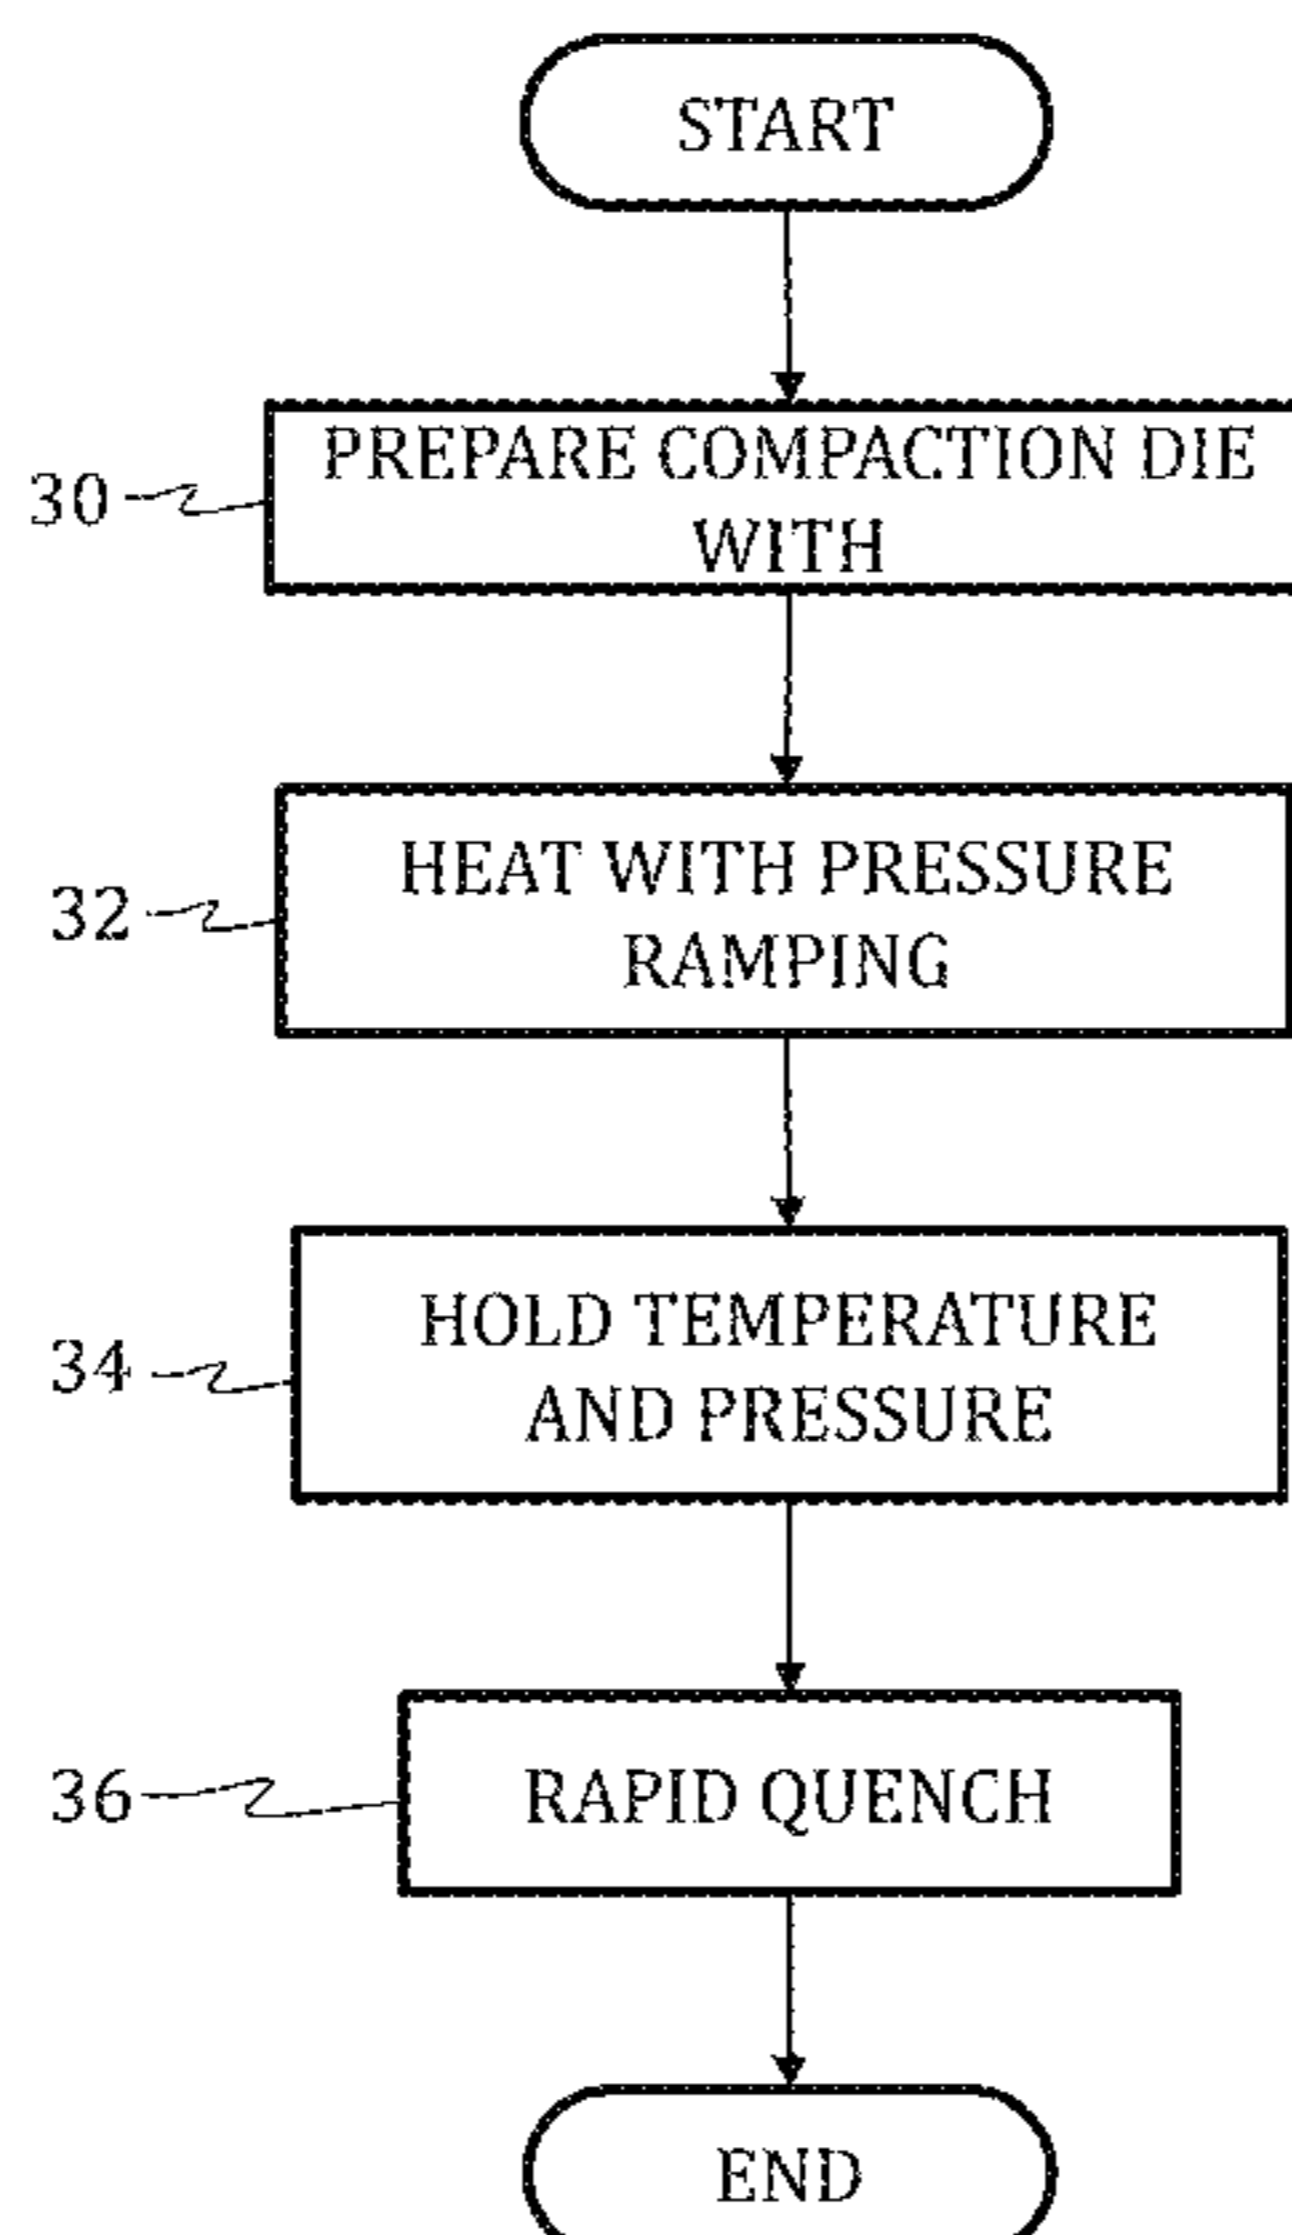 START
30
PREPARE COMPACTION DIE
WITH
32
HEAT WITH PRESSURE
RAMPING
34
HOLD TEMPERATURE
AND PRESSURE
36
RAPID QUENCH
END